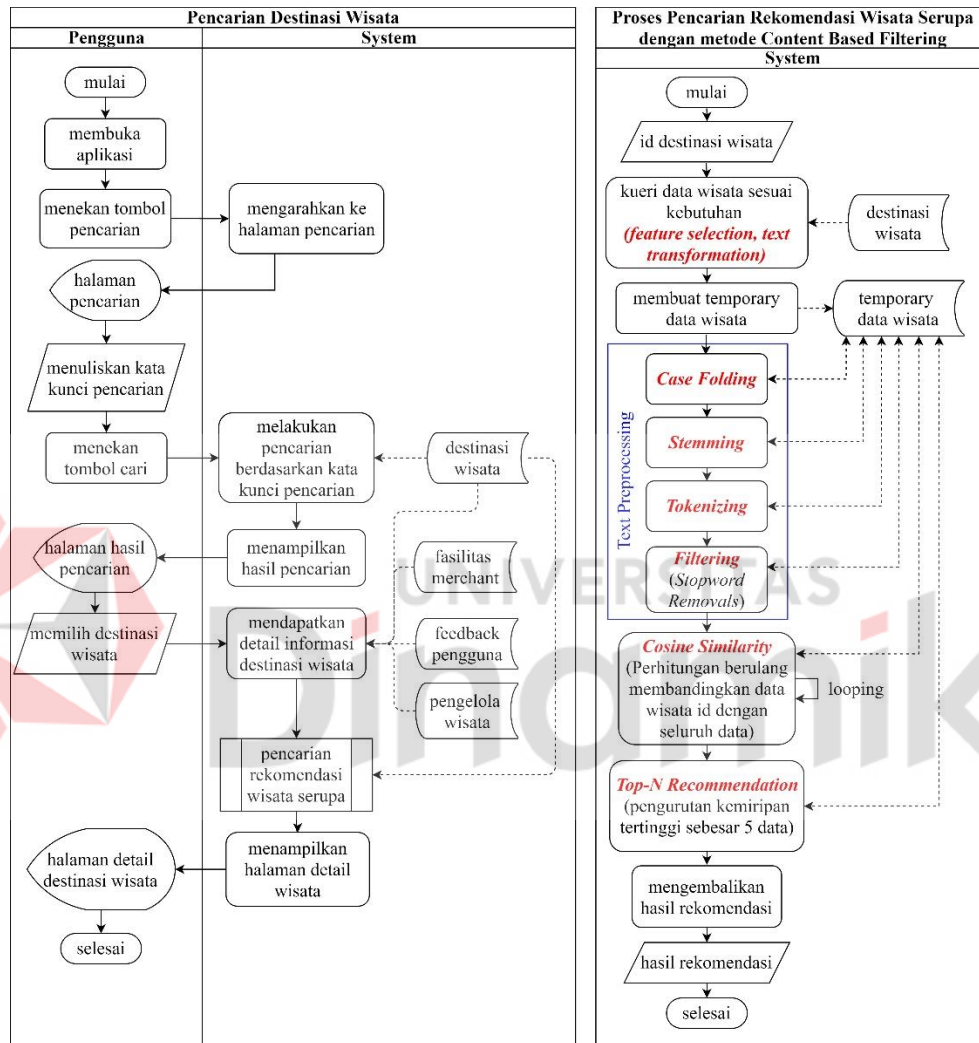 Pencarian Destinasi Wisata
Pengguna
System
mulai
membuka
aplikasi
menekan tombol
pencarian
mengarahkan ke
halaman pencarian
halaman
pencarian
menuliskan kata
kunci pencarian
menekan
tombol cari
melakukan
pencarian
berdasarkan kata
kunci pencarian
destinasi
wisata
menampilkan
hasil pencarian
halaman hasil
pencarian
fasilitas
merchant
memilih destinasi
wisata
mendapatkan
detail informasi
destinasi wisata
feedback
pengguna
pengelola
wisata
pencarian
rekomendasi
wisata serupa
menampilkan
halaman detail
wisata
halaman detail
destinasi wisata
selesai
Proses Pencarian Rekomendasi Wisata Serupa
dengan metode Content Based Filtering
System
mulai
id destinasi wisata
kueri data wisata sesuai
kebutuhan
(feature selection, text
transformation)
destinasi
wisata
membuat temporary
data wisata
temporary
data wisata
Text Preprocessing
Case Folding
Stemming
Tokenizing
Filtering
(Stopword
Removals)
Cosine Similarity
(Perhitungan berulang
membandingkan data
wisata id dengan
seluruh data)
looping
Top-N Recommendation
(pengurutan kemiripan
tertinggi sebesar 5 data)
mengembalikan
hasil rekomendasi
hasil rekomendasi
selesai
UNIVERSITAS
Dinamika